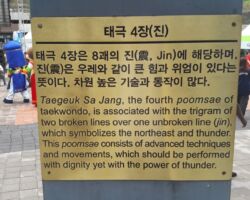 태극 4장(진)
태극 4장은 8괘의 진(震, Jin)에 해당하며,
진(震)은 우레와 같이 큰 힘과 위엄이 있다는
뜻이다. 차원 높은 기술과 동작이 많다.
Taegeuk Sa Jang, the fourth poomsae of
taekwondo, is associated with the trigram of
two broken lines over one unbroken line (jin),
which symbolizes the northeast and thunder.
This poomsae consists of advanced techniques
and movements, which should be performed
with dignity yet with the power of thunder.